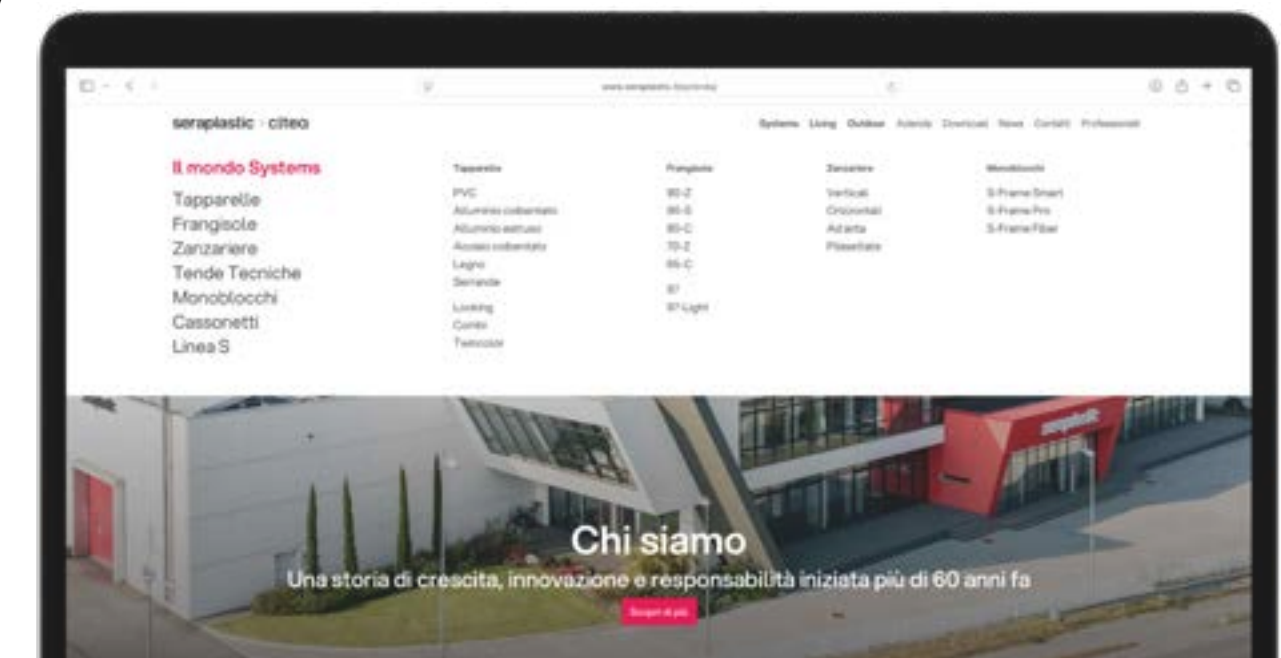 seraplastic › citea
Systems Living Outdoor Azienda Download News Contatti Professionisti
Il mondo Systems
Tapparelle
Frangisole
Zanzariere
Tende Tecniche
Monoblocchi
Cassonetti
Linea S
Tapparelle
PVC
Alluminio coibentato
Alluminio estruso
Acciaio coibentato
Legno
Serrande
Looking
Combi
Twincolor
Frangisole
Zanzariere
Verticali
Orizzontali
Ad anta
Plissettate
Monoblocchi
S-Frame Smart
S-Frame Pro
S-Frame Fiber
seraplastic
Chi siamo
Una storia di crescita, innovazione e responsabilità iniziata più di 60 anni fa
Scopri di più